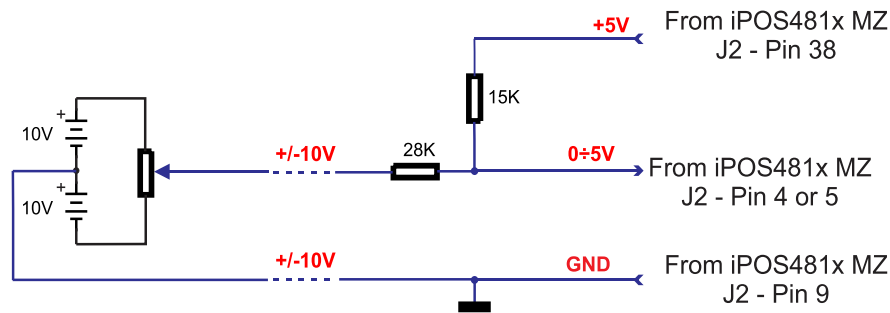 +5V
From iPOS481x MZ
J2 - Pin 38
15K
+
10V
28K
+/-10V
0÷5V
From iPOS481x MZ
J2 - Pin 4 or 5
+
10V
+/-10V
GND
From iPOS481x MZ
J2 - Pin 9